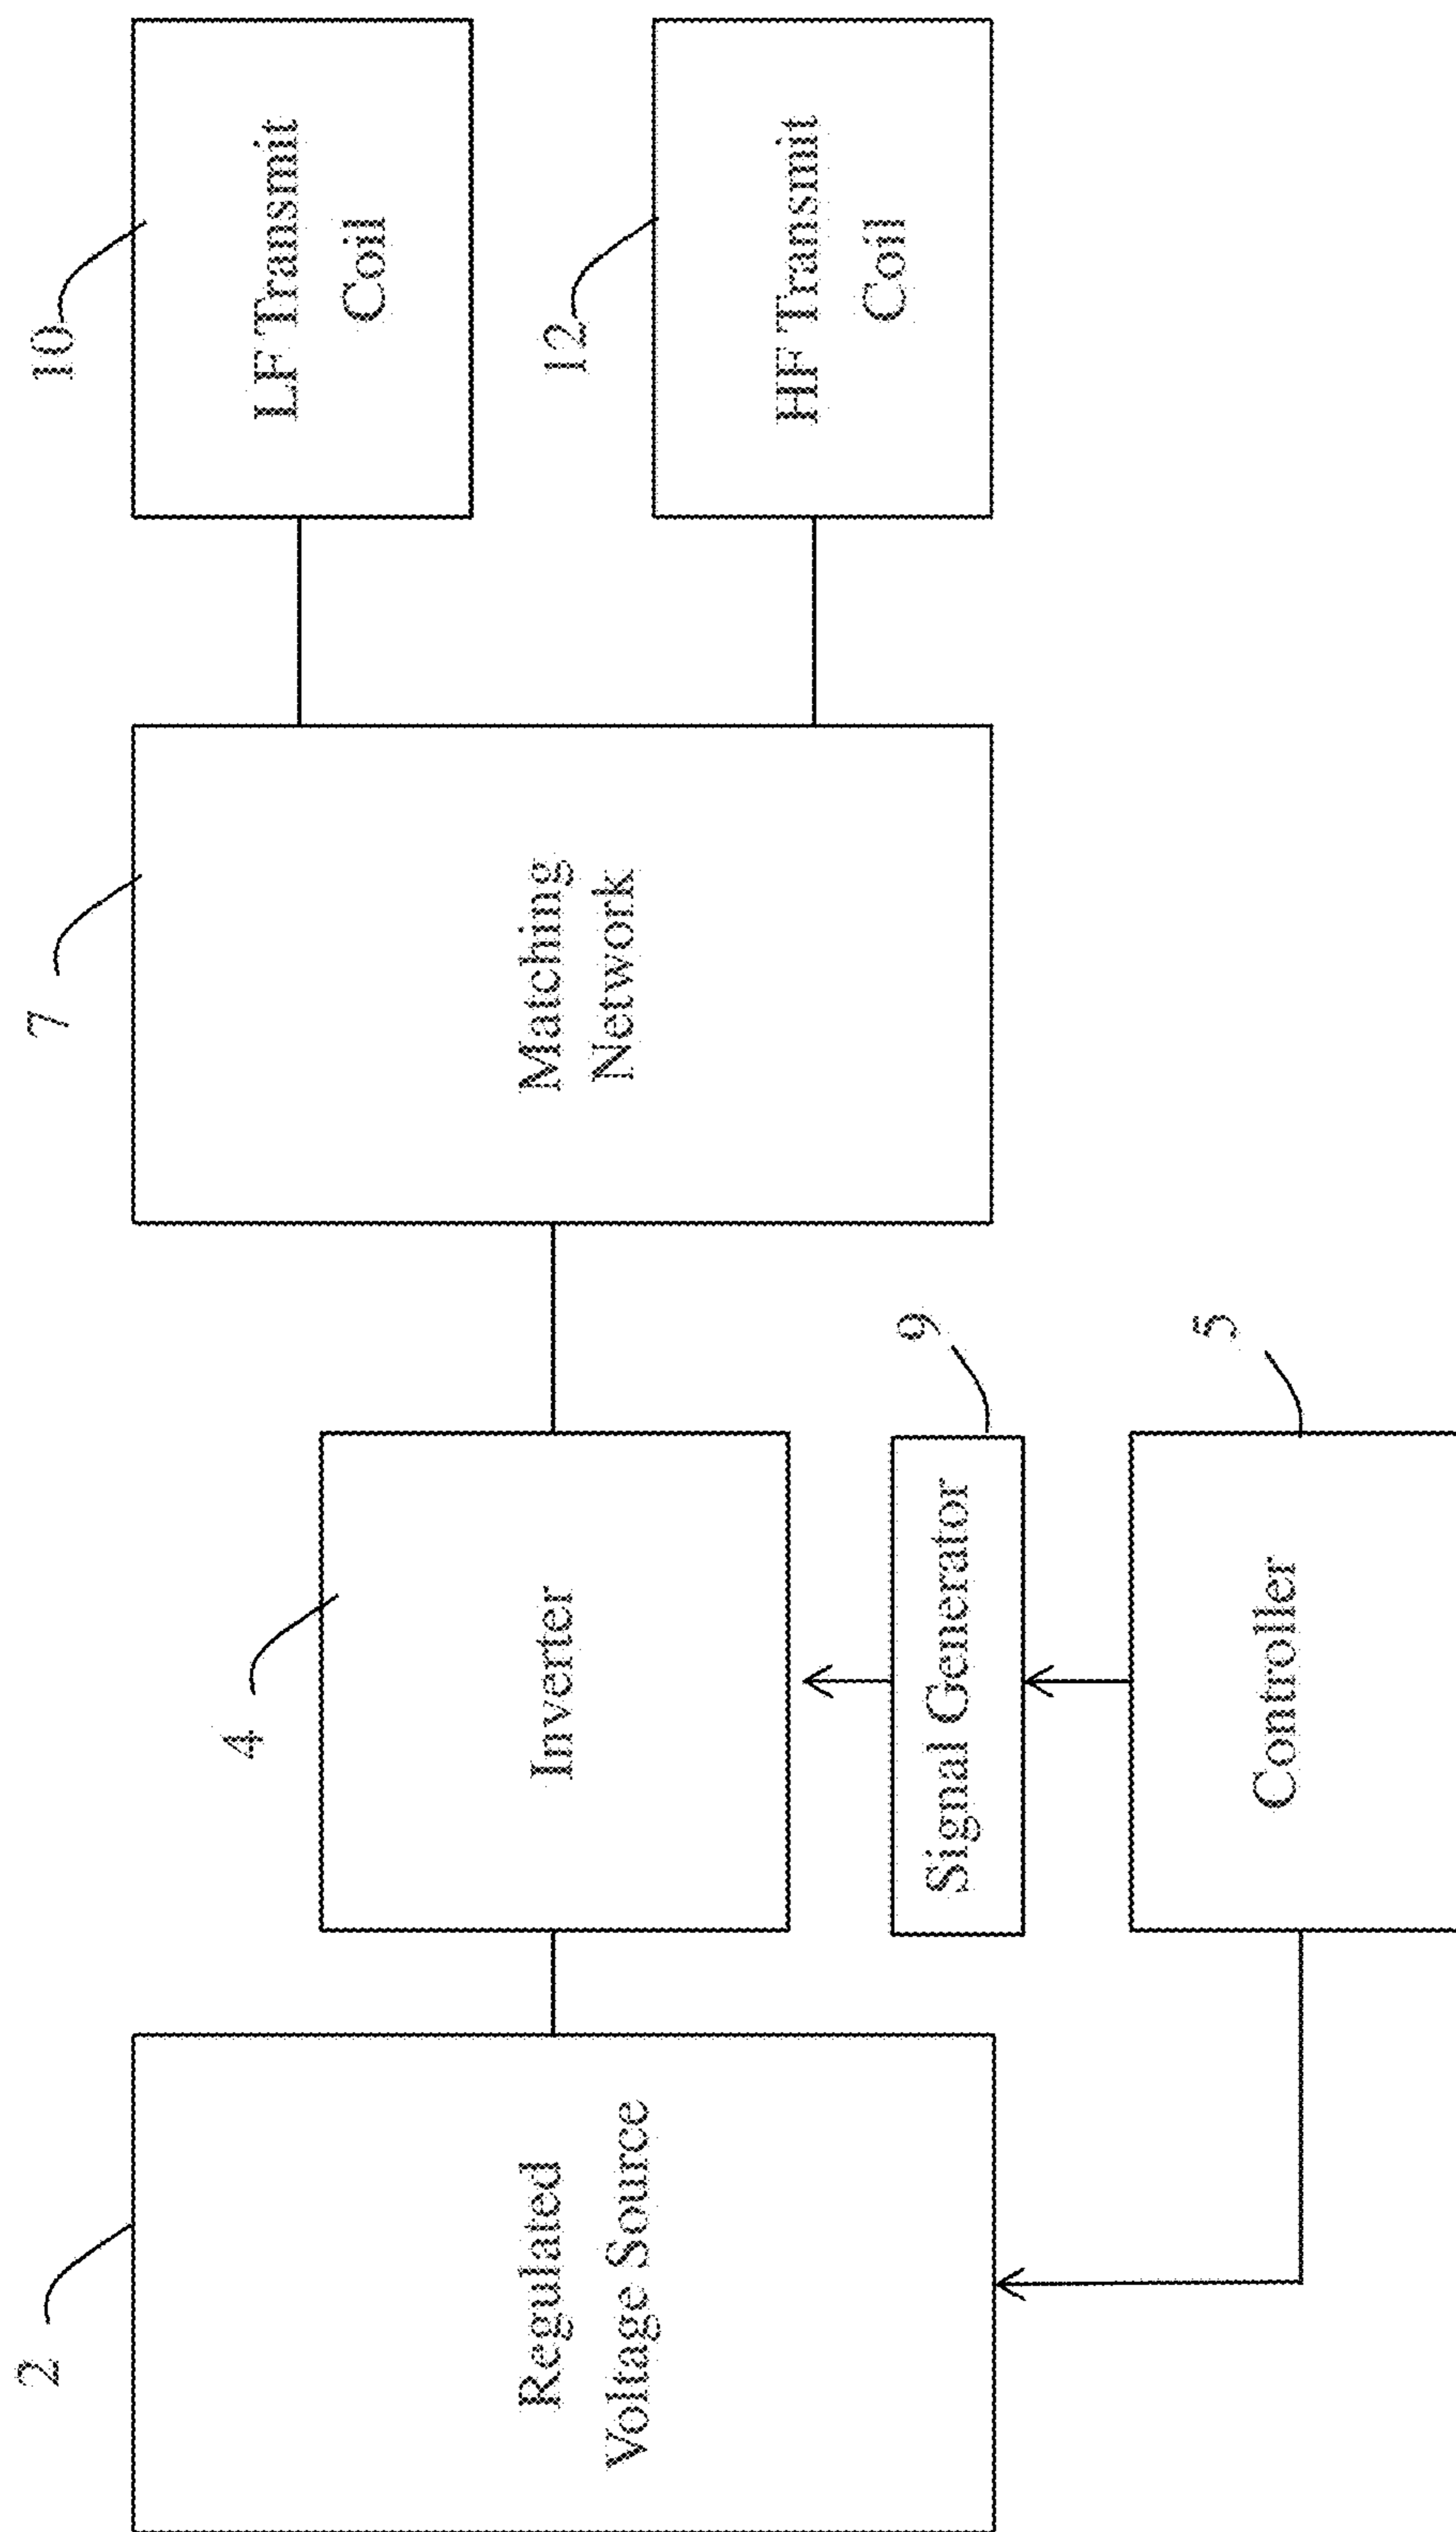 2
Regulated
Voltage Source
4
Inverter
9
Signal Generator
5
Controller
7
Matching
Network
10
LF Transmit
Coil
12
HF Transmit
Coil